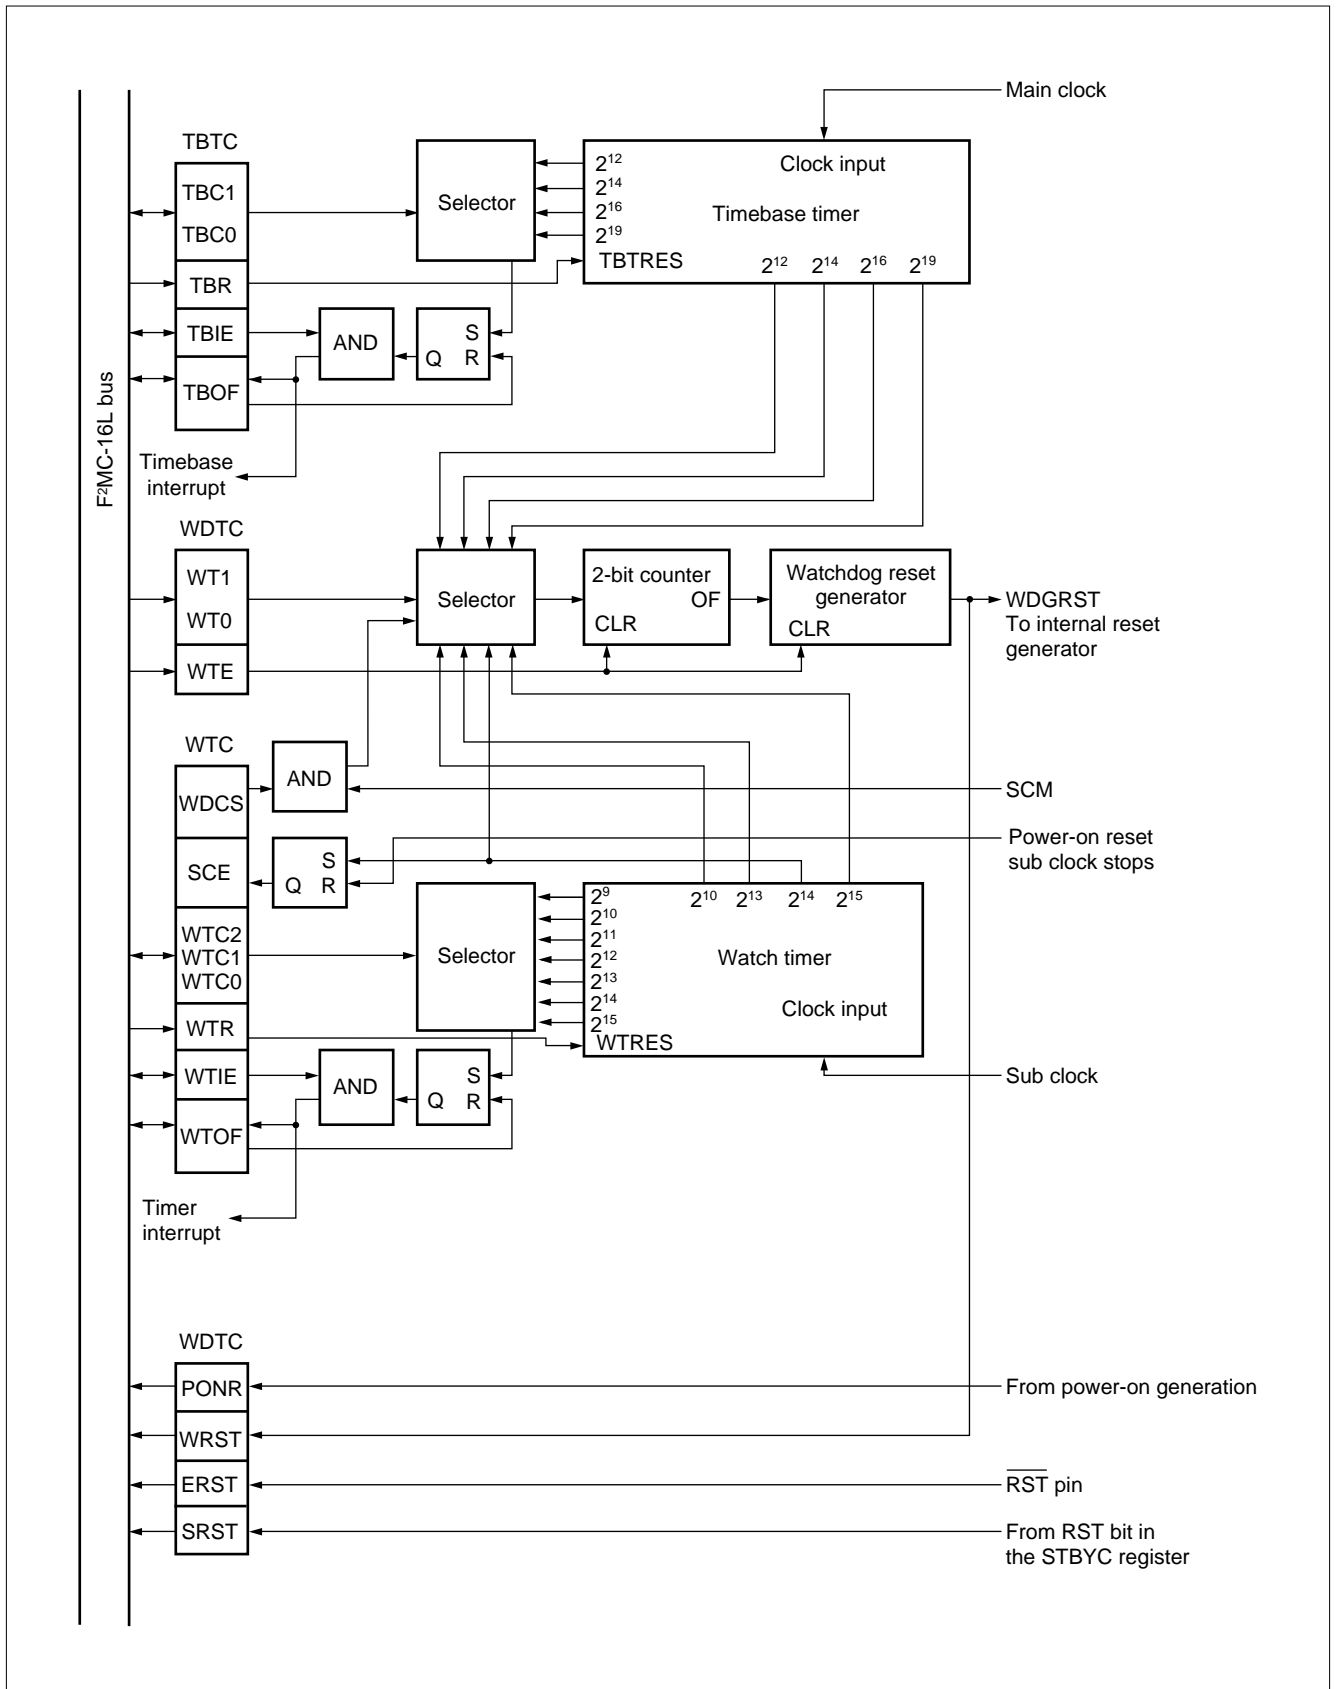 Main clock
TBTC
TBC1
TBC0
TBR
TBIE
TBOF
Selector
2¹²
2¹⁴
2¹⁶
2¹⁹
TBTRES
Clock input
Timebase timer
2¹² 2¹⁴ 2¹⁶ 2¹⁹
AND
S
Q R
F²MC-16L bus
Timebase
interrupt
WDTC
WT1
WT0
WTE
Selector
2-bit counter
OF
CLR
Watchdog reset
generator
CLR
WDGRST
To internal reset
generator
WTC
WDCS
SCE
WTC2
WTC1
WTC0
WTR
WTIE
WTOF
AND
SCM
S
Q R
Power-on reset
sub clock stops
Selector
2⁹
2¹⁰
2¹¹
2¹²
2¹³
2¹⁴
2¹⁵
WTRES
2¹⁰ 2¹³ 2¹⁴ 2¹⁵
Watch timer
Clock input
AND
S
Q R
Sub clock
Timer
interrupt
WDTC
PONR
WRST
ERST
SRST
From power-on generation
R̅S̅T̅ pin
From RST bit in
the STBYC register